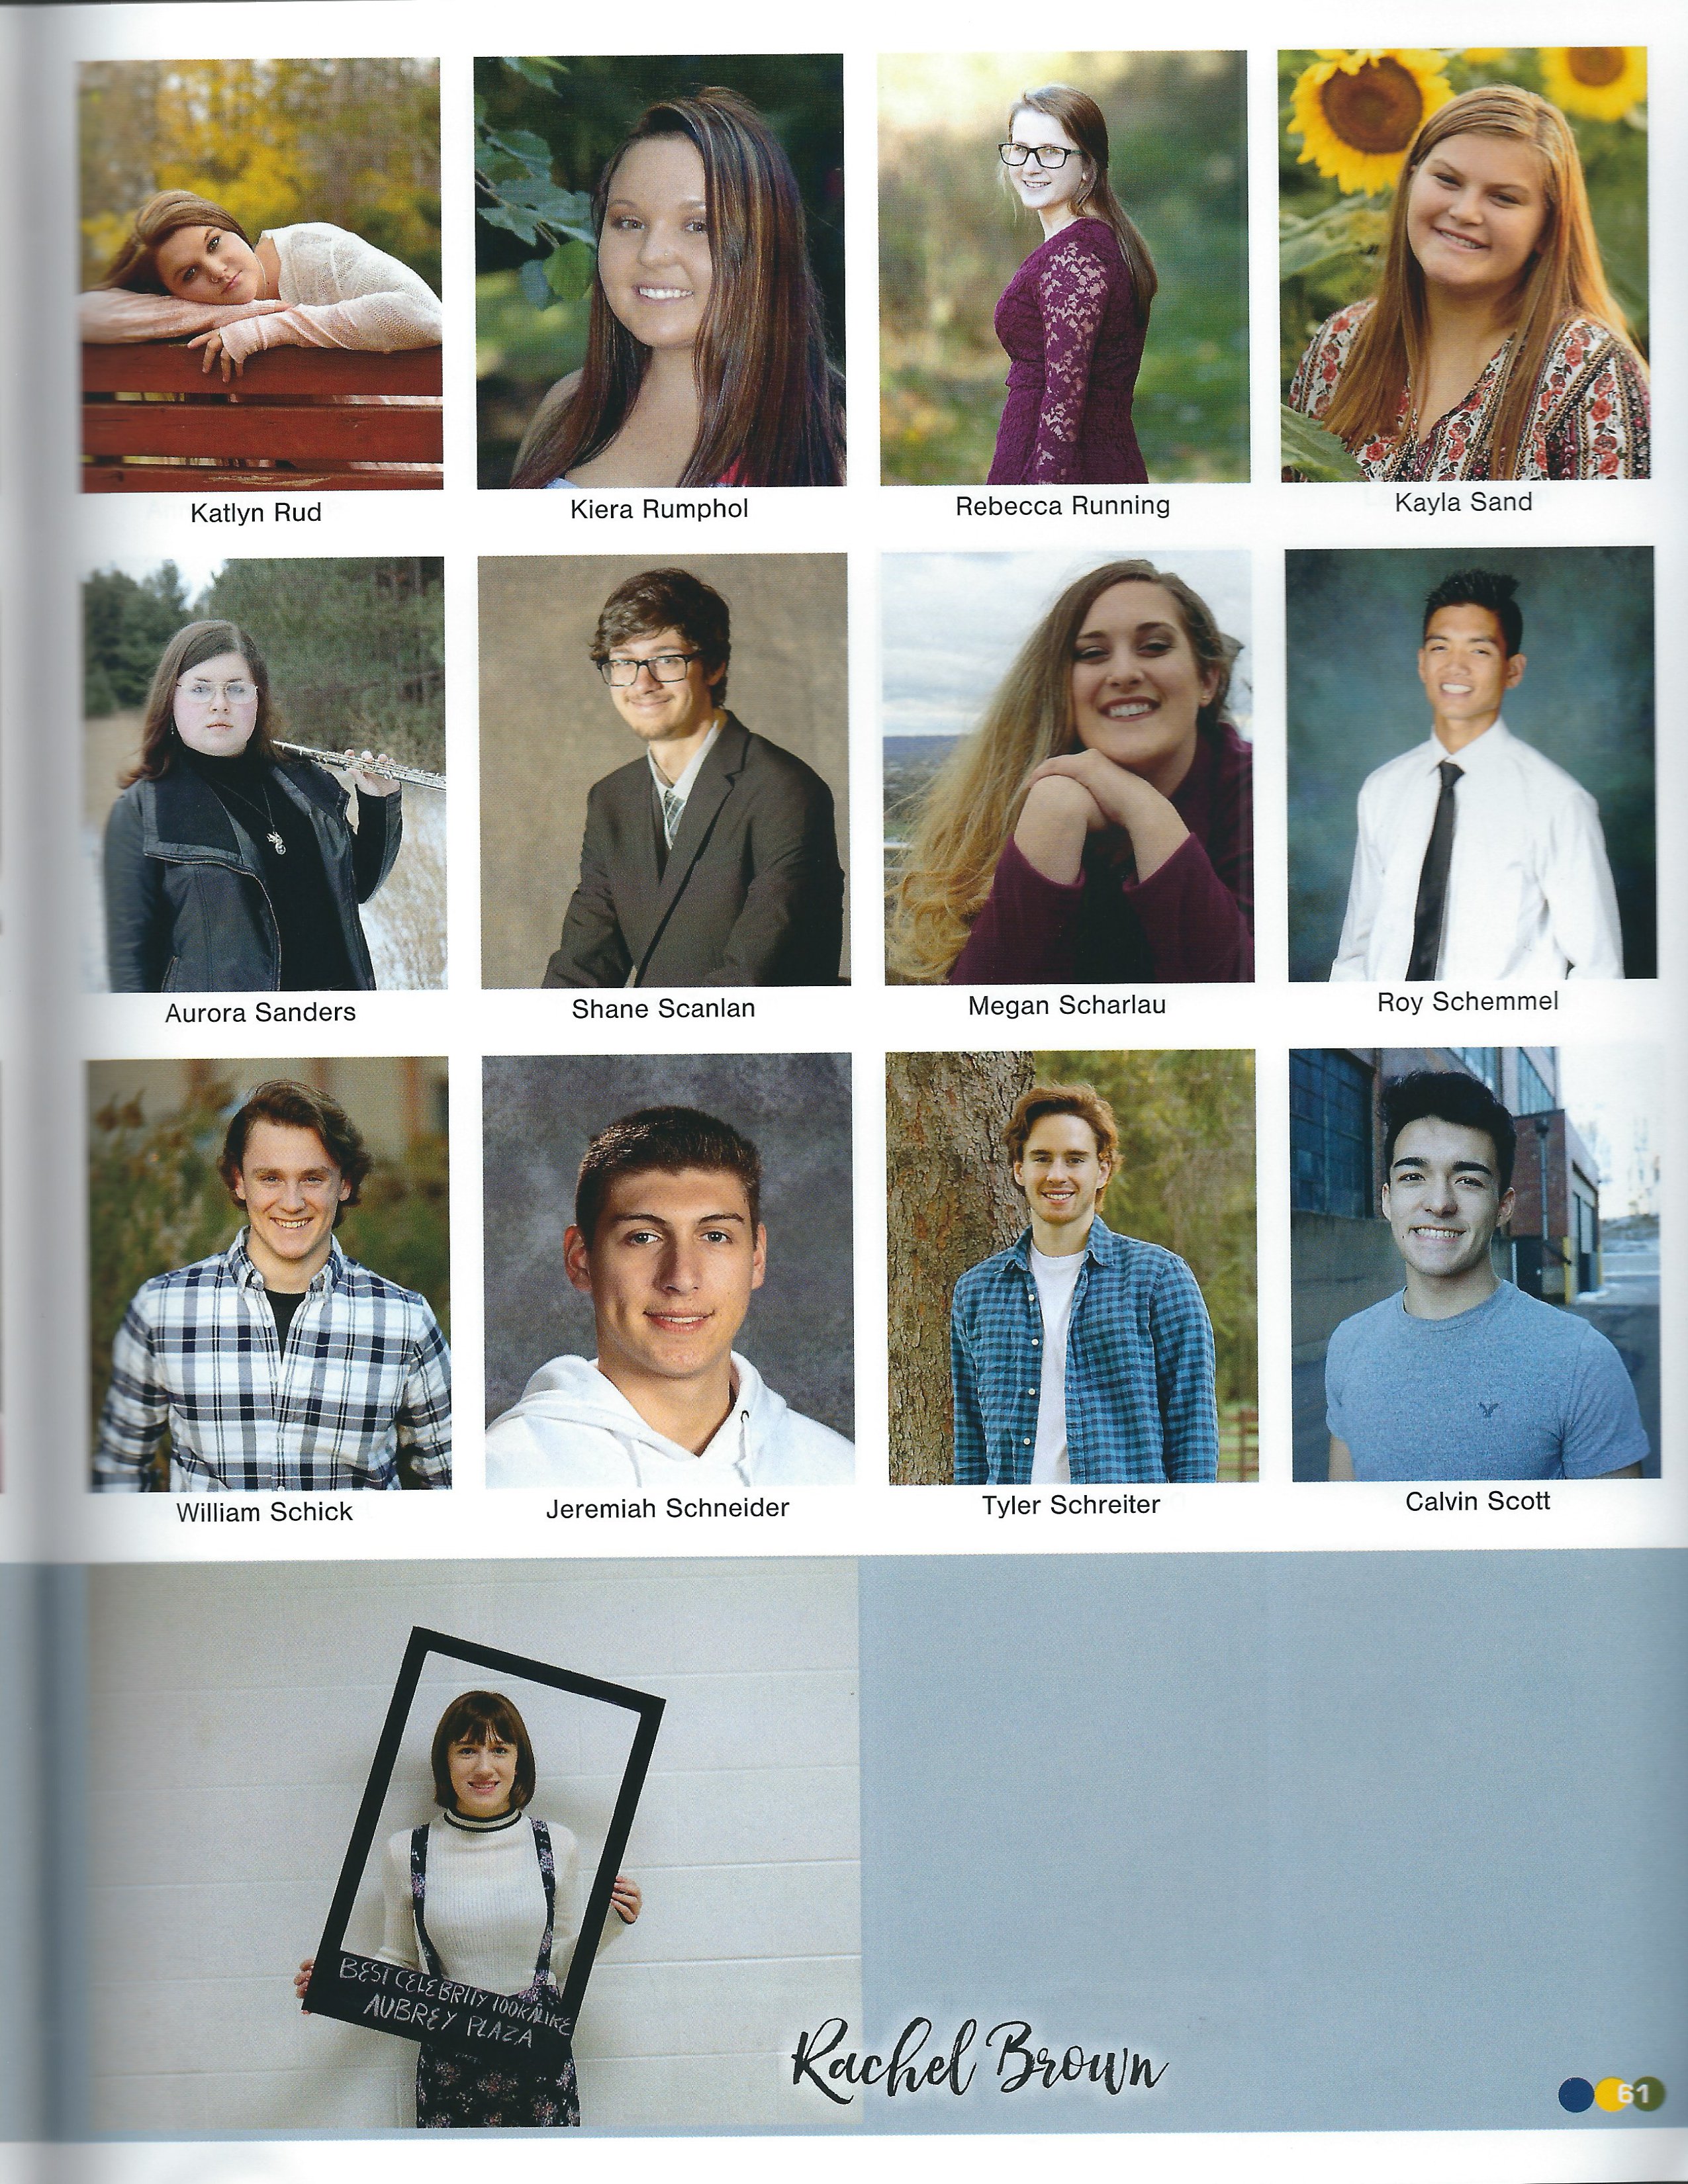 Katlyn Rud
Kiera Rumphol
Rebecca Running
Kayla Sand
Aurora Sanders
Shane Scanlan
Megan Scharlau
Roy Schemmel
William Schick
Jeremiah Schneider
Tyler Schreiter
Calvin Scott
BEST CELEBRITY lOOKAlIKE
AUBREY PLAZA
Rachel Brown
61